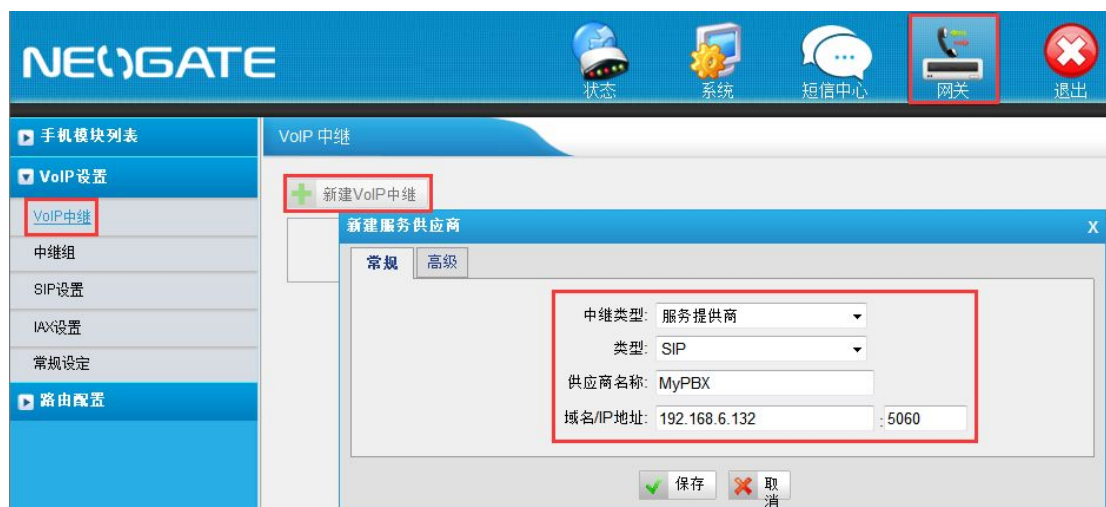 NEOGATE
状态 系统 短信中心 网关 退出
手机模块列表
VoIP设置
VoIP中继
中继组
SIP设置
IAX设置
常规设定
路由配置
VoIP 中继
新建VoIP中继
新建服务供应商 X
常规 高级
中继类型: 服务提供商
类型: SIP
供应商名称: MyPBX
域名/IP地址: 192.168.6.132 : 5060
保存 取消